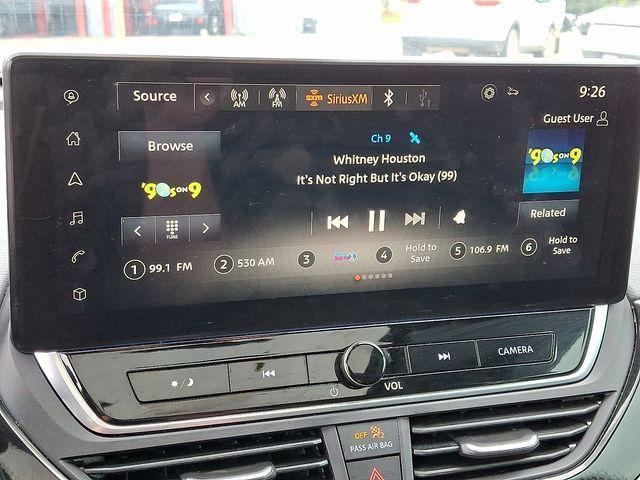 Source
AM
FM
sxm SiriusXM
9:26
Guest User
Ch 9
Browse
Whitney Houston
It's Not Right But It's Okay (99)
'90s ON 9
'90s ON 9
Related
TUNE
1 99.1 FM
2 530 AM
3
4 Hold to Save
5 106.9 FM
6 Hold to Save
VOL
CAMERA
OFF 2
PASS AIR BAG